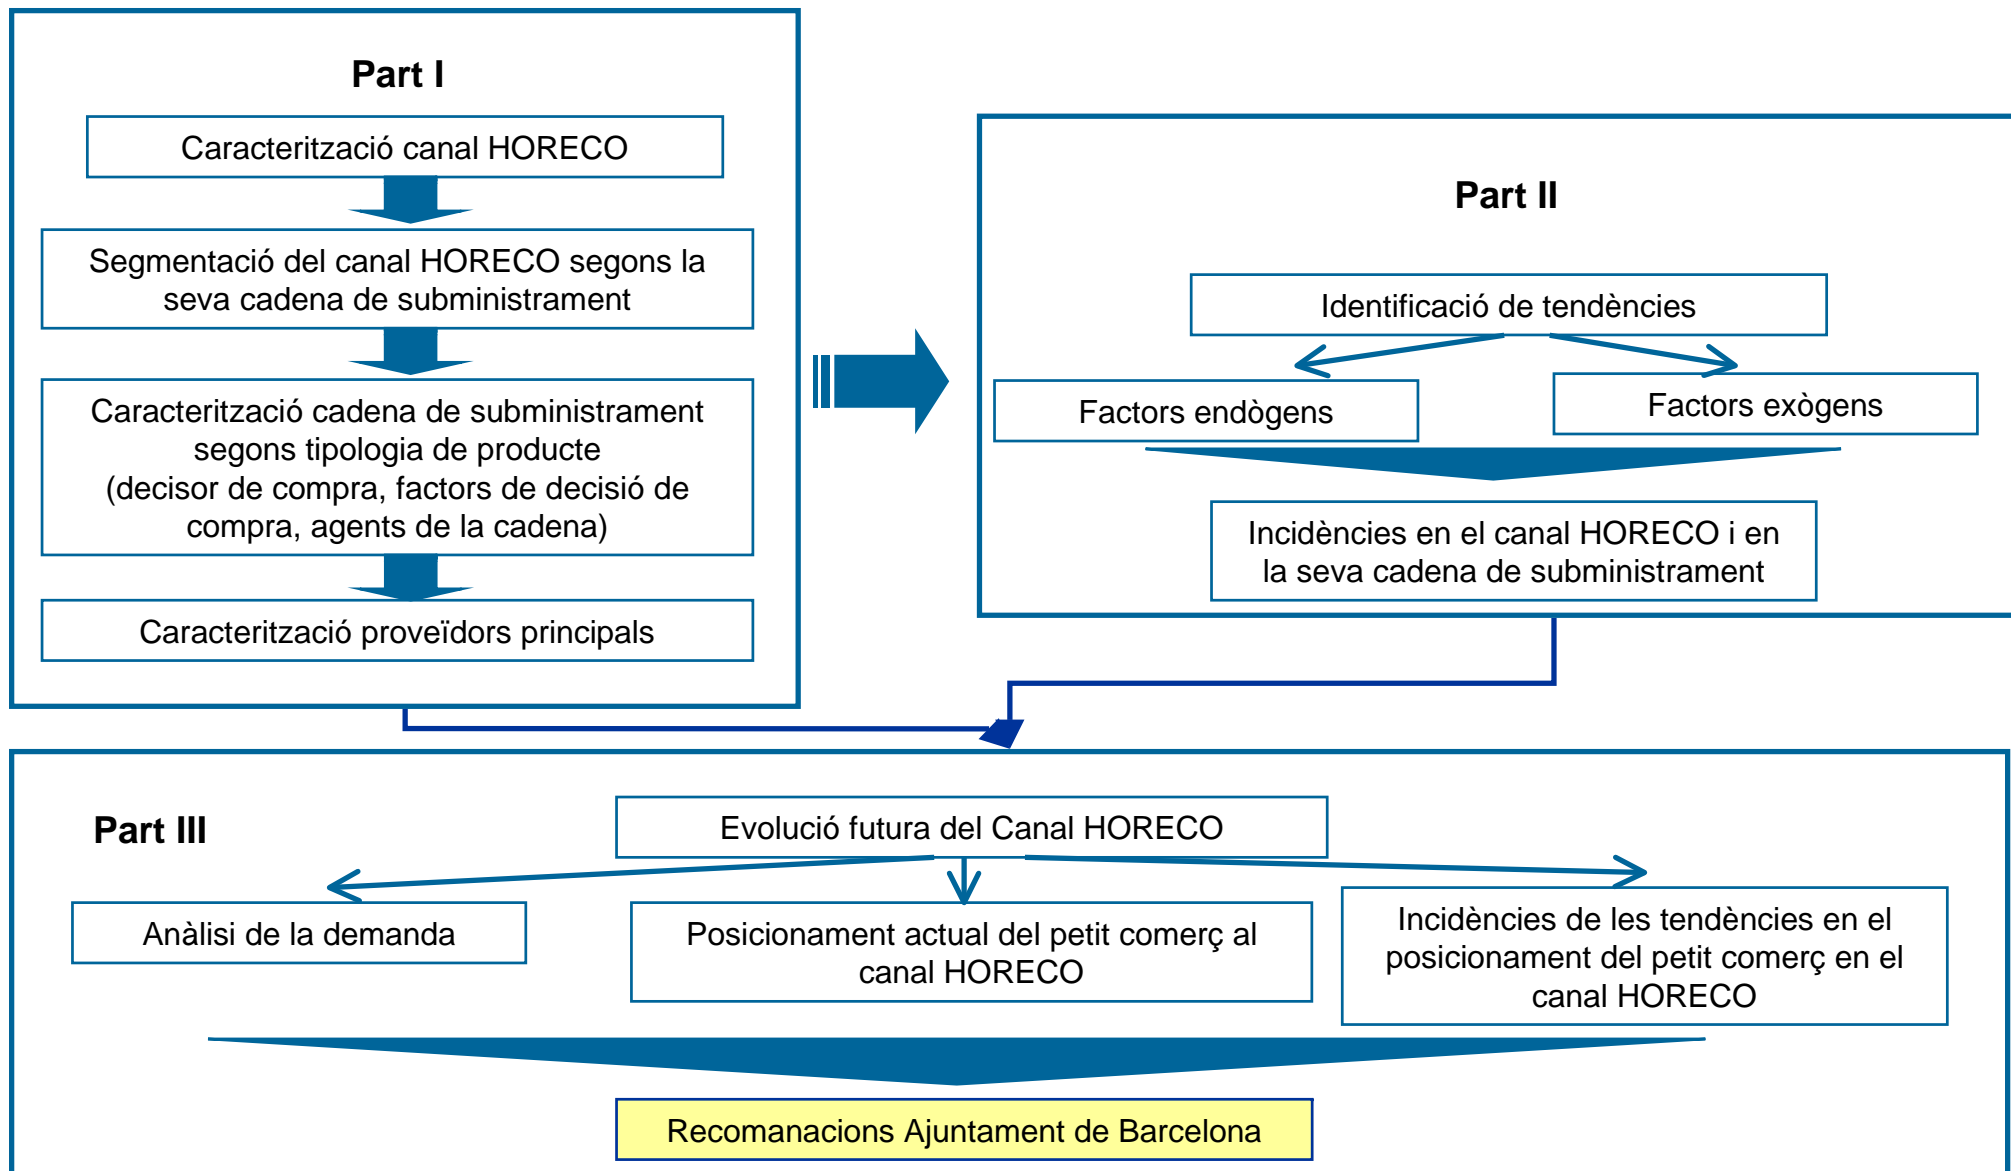 Part I
Caracterització canal HORECO
Segmentació del canal HORECO segons la
seva cadena de subministrament
Caracterització cadena de subministrament
segons tipologia de producte
(decisor de compra, factors de decisió de
compra, agents de la cadena)
Caracterització proveïdors principals
Part II
Identificació de tendències
Factors endògens
Factors exògens
Incidències en el canal HORECO i en
la seva cadena de subministrament
Part III
Evolució futura del Canal HORECO
Anàlisi de la demanda
Posicionament actual del petit comerç al
canal HORECO
Incidències de les tendències en el
posicionament del petit comerç en el
canal HORECO
Recomanacions Ajuntament de Barcelona